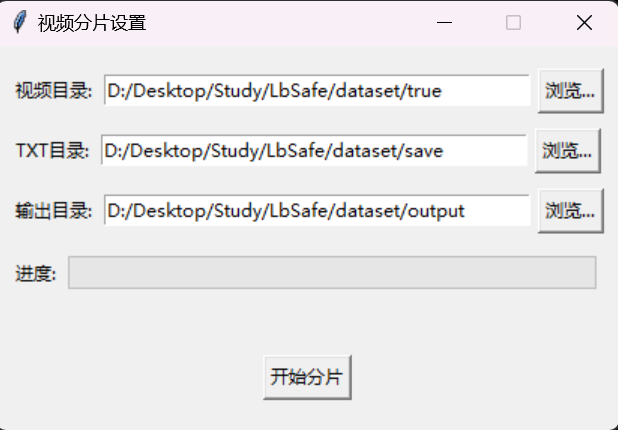 视频分片设置
视频目录: D:/Desktop/Study/LbSafe/dataset/true 浏览...
TXT目录: D:/Desktop/Study/LbSafe/dataset/save 浏览...
输出目录: D:/Desktop/Study/LbSafe/dataset/output 浏览...
进度:
开始分片